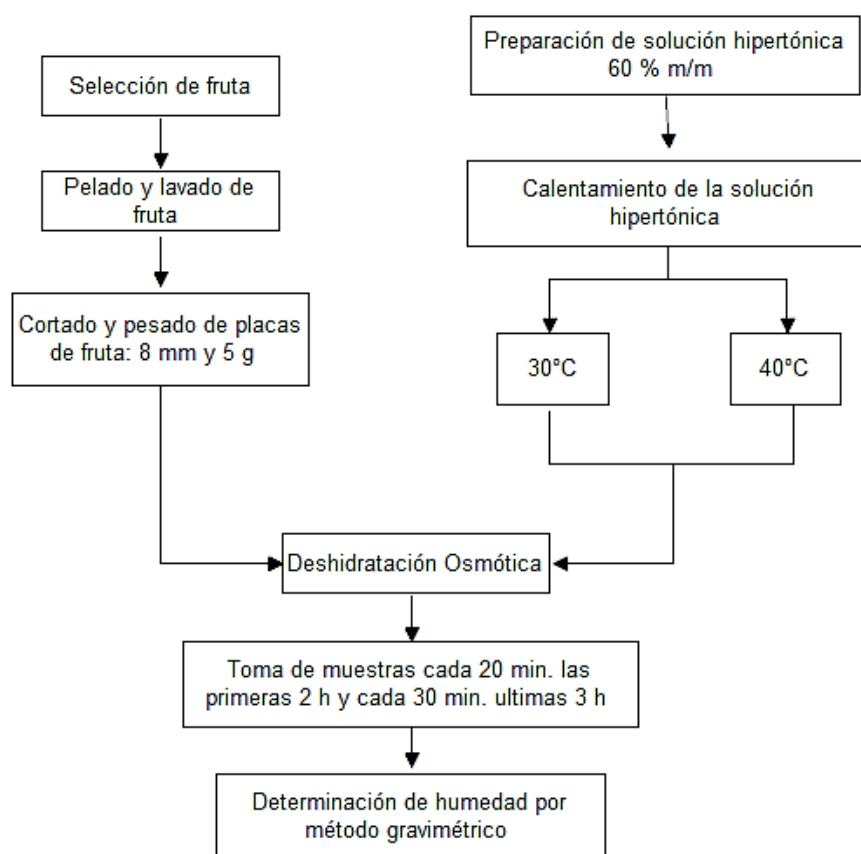 Selección de fruta
Pelado y lavado de
fruta
Cortado y pesado de placas
de fruta: 8 mm y 5 g
Preparación de solución hipertónica
60 % m/m
Calentamiento de la solución
hipertónica
30°C
40°C
Deshidratación Osmótica
Toma de muestras cada 20 min. las
primeras 2 h y cada 30 min. ultimas 3 h
Determinación de humedad por
método gravimétrico